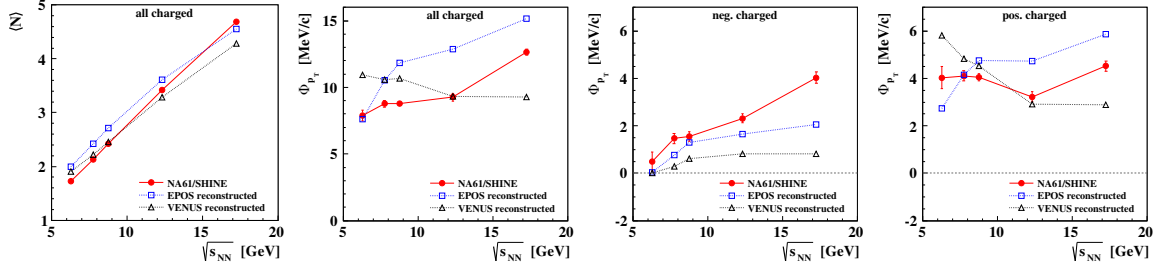 all charged
⟨N⟩
5
4
3
2
1
NA61/SHINE
EPOS reconstructed
VENUS reconstructed
5 10 15 20
√s_NN [GeV]
all charged
Φ_pT [MeV/c]
15
10
5
0
NA61/SHINE
EPOS reconstructed
VENUS reconstructed
5 10 15 20
√s_NN [GeV]
neg. charged
Φ_pT [MeV/c]
6
4
2
0
-2
NA61/SHINE
EPOS reconstructed
VENUS reconstructed
5 10 15 20
√s_NN [GeV]
pos. charged
Φ_pT [MeV/c]
6
4
2
0
-2
NA61/SHINE
EPOS reconstructed
VENUS reconstructed
5 10 15 20
√s_NN [GeV]